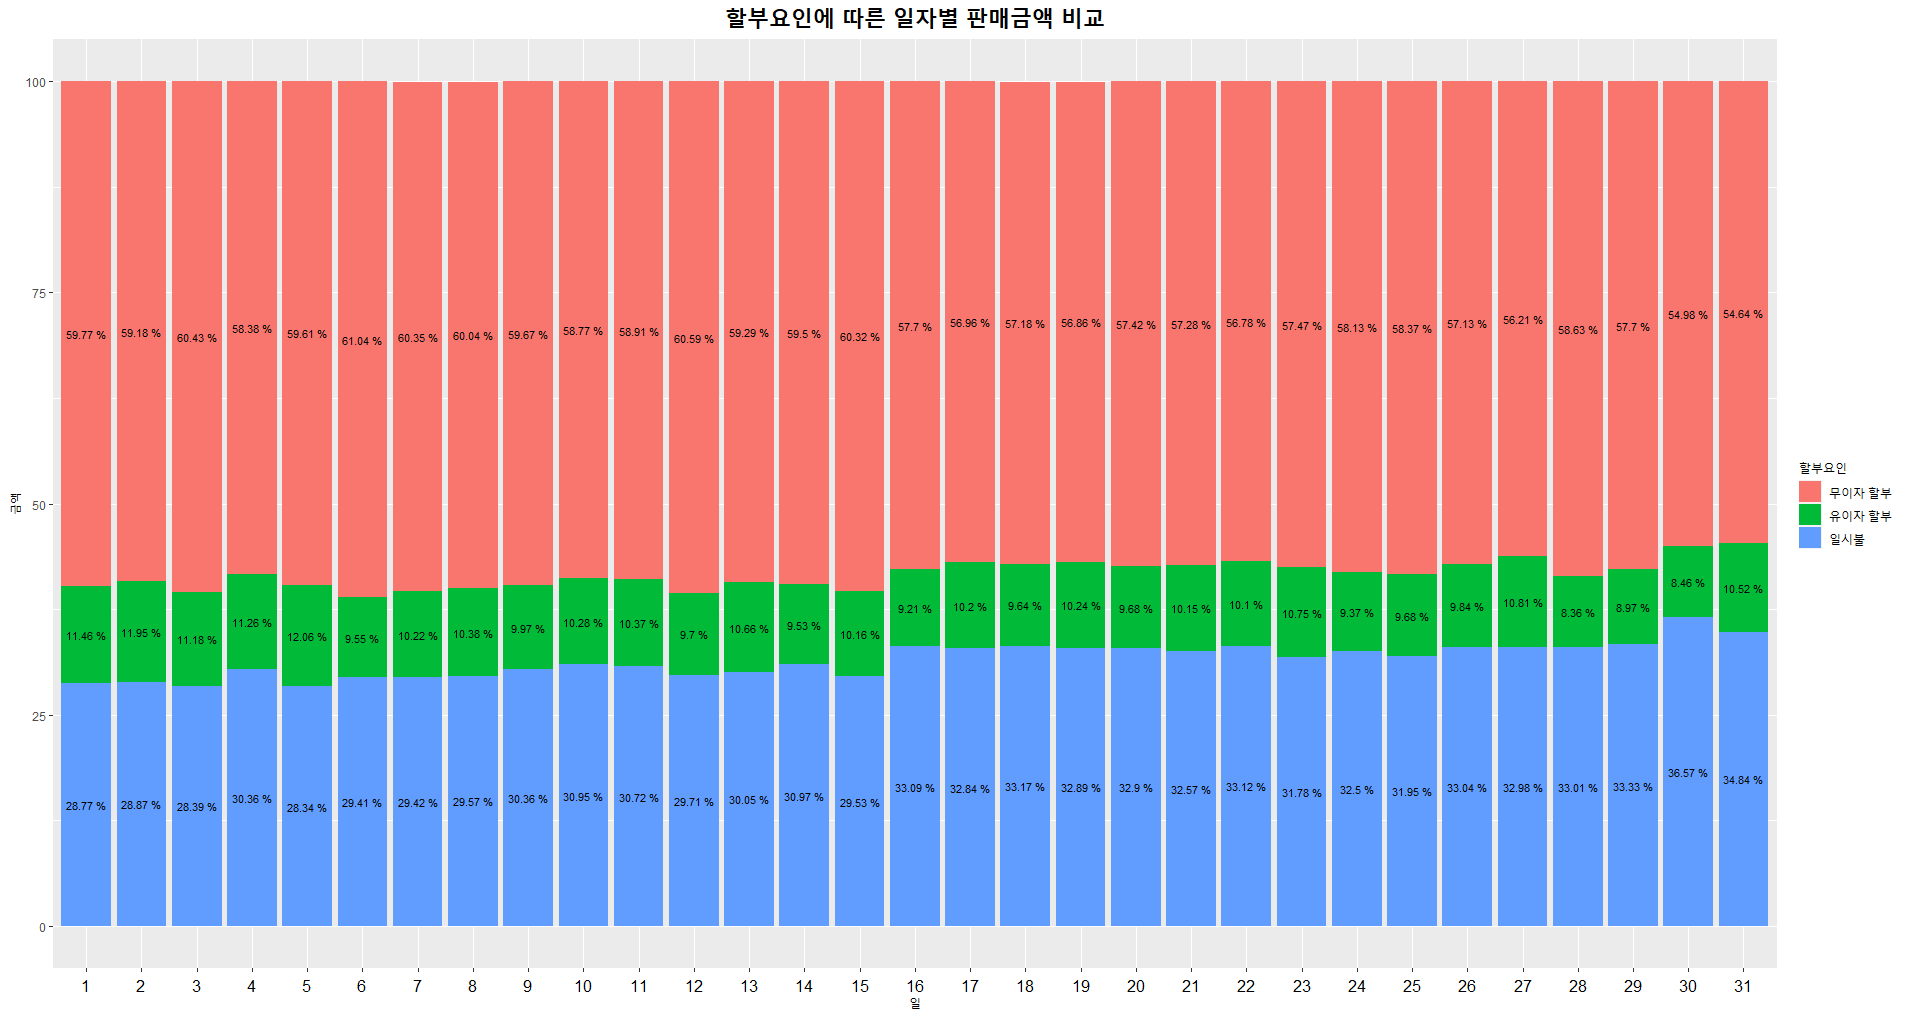 할부요인에 따른 일자별 판매금액 비교
100
75
50
25
0
금액
59.77 % 59.18 % 60.43 % 58.38 % 59.61 % 61.04 % 60.35 % 60.04 % 59.67 % 58.77 % 58.91 % 60.59 % 59.29 % 59.5 % 60.32 % 57.7 % 56.96 % 57.18 % 56.86 % 57.42 % 57.28 % 56.78 % 57.47 % 58.13 % 58.37 % 57.13 % 56.21 % 58.63 % 57.7 % 54.98 % 54.64 %
11.46 % 11.95 % 11.18 % 11.26 % 12.06 % 9.55 % 10.22 % 10.38 % 9.97 % 10.28 % 10.37 % 9.7 % 10.66 % 9.53 % 10.16 % 9.21 % 10.2 % 9.64 % 10.24 % 9.68 % 10.15 % 10.1 % 10.75 % 9.37 % 9.68 % 9.84 % 10.81 % 8.36 % 8.97 % 8.46 % 10.52 %
28.77 % 28.87 % 28.39 % 30.36 % 28.34 % 29.41 % 29.42 % 29.57 % 30.36 % 30.95 % 30.72 % 29.71 % 30.05 % 30.97 % 29.53 % 33.09 % 32.84 % 33.17 % 32.89 % 32.9 % 32.57 % 33.12 % 31.78 % 32.5 % 31.95 % 33.04 % 32.98 % 33.01 % 33.33 % 36.57 % 34.84 %
1 2 3 4 5 6 7 8 9 10 11 12 13 14 15 16 17 18 19 20 21 22 23 24 25 26 27 28 29 30 31
일
할부요인
무이자 할부
유이자 할부
일시불